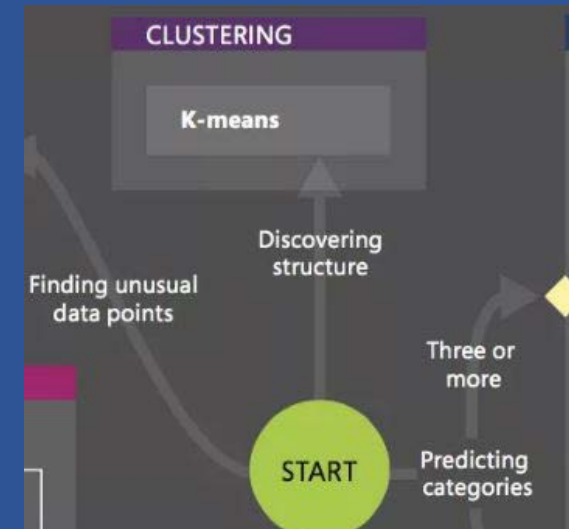 CLUSTERING
K-means
Discovering
structure
Finding unusual
data points
Three or
more
START
Predicting
categories